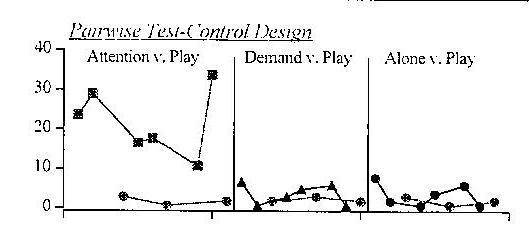 Pairwise Test-Control Design
Attention v. Play
Demand v. Play
Alone v. Play
40
30
20
10
0